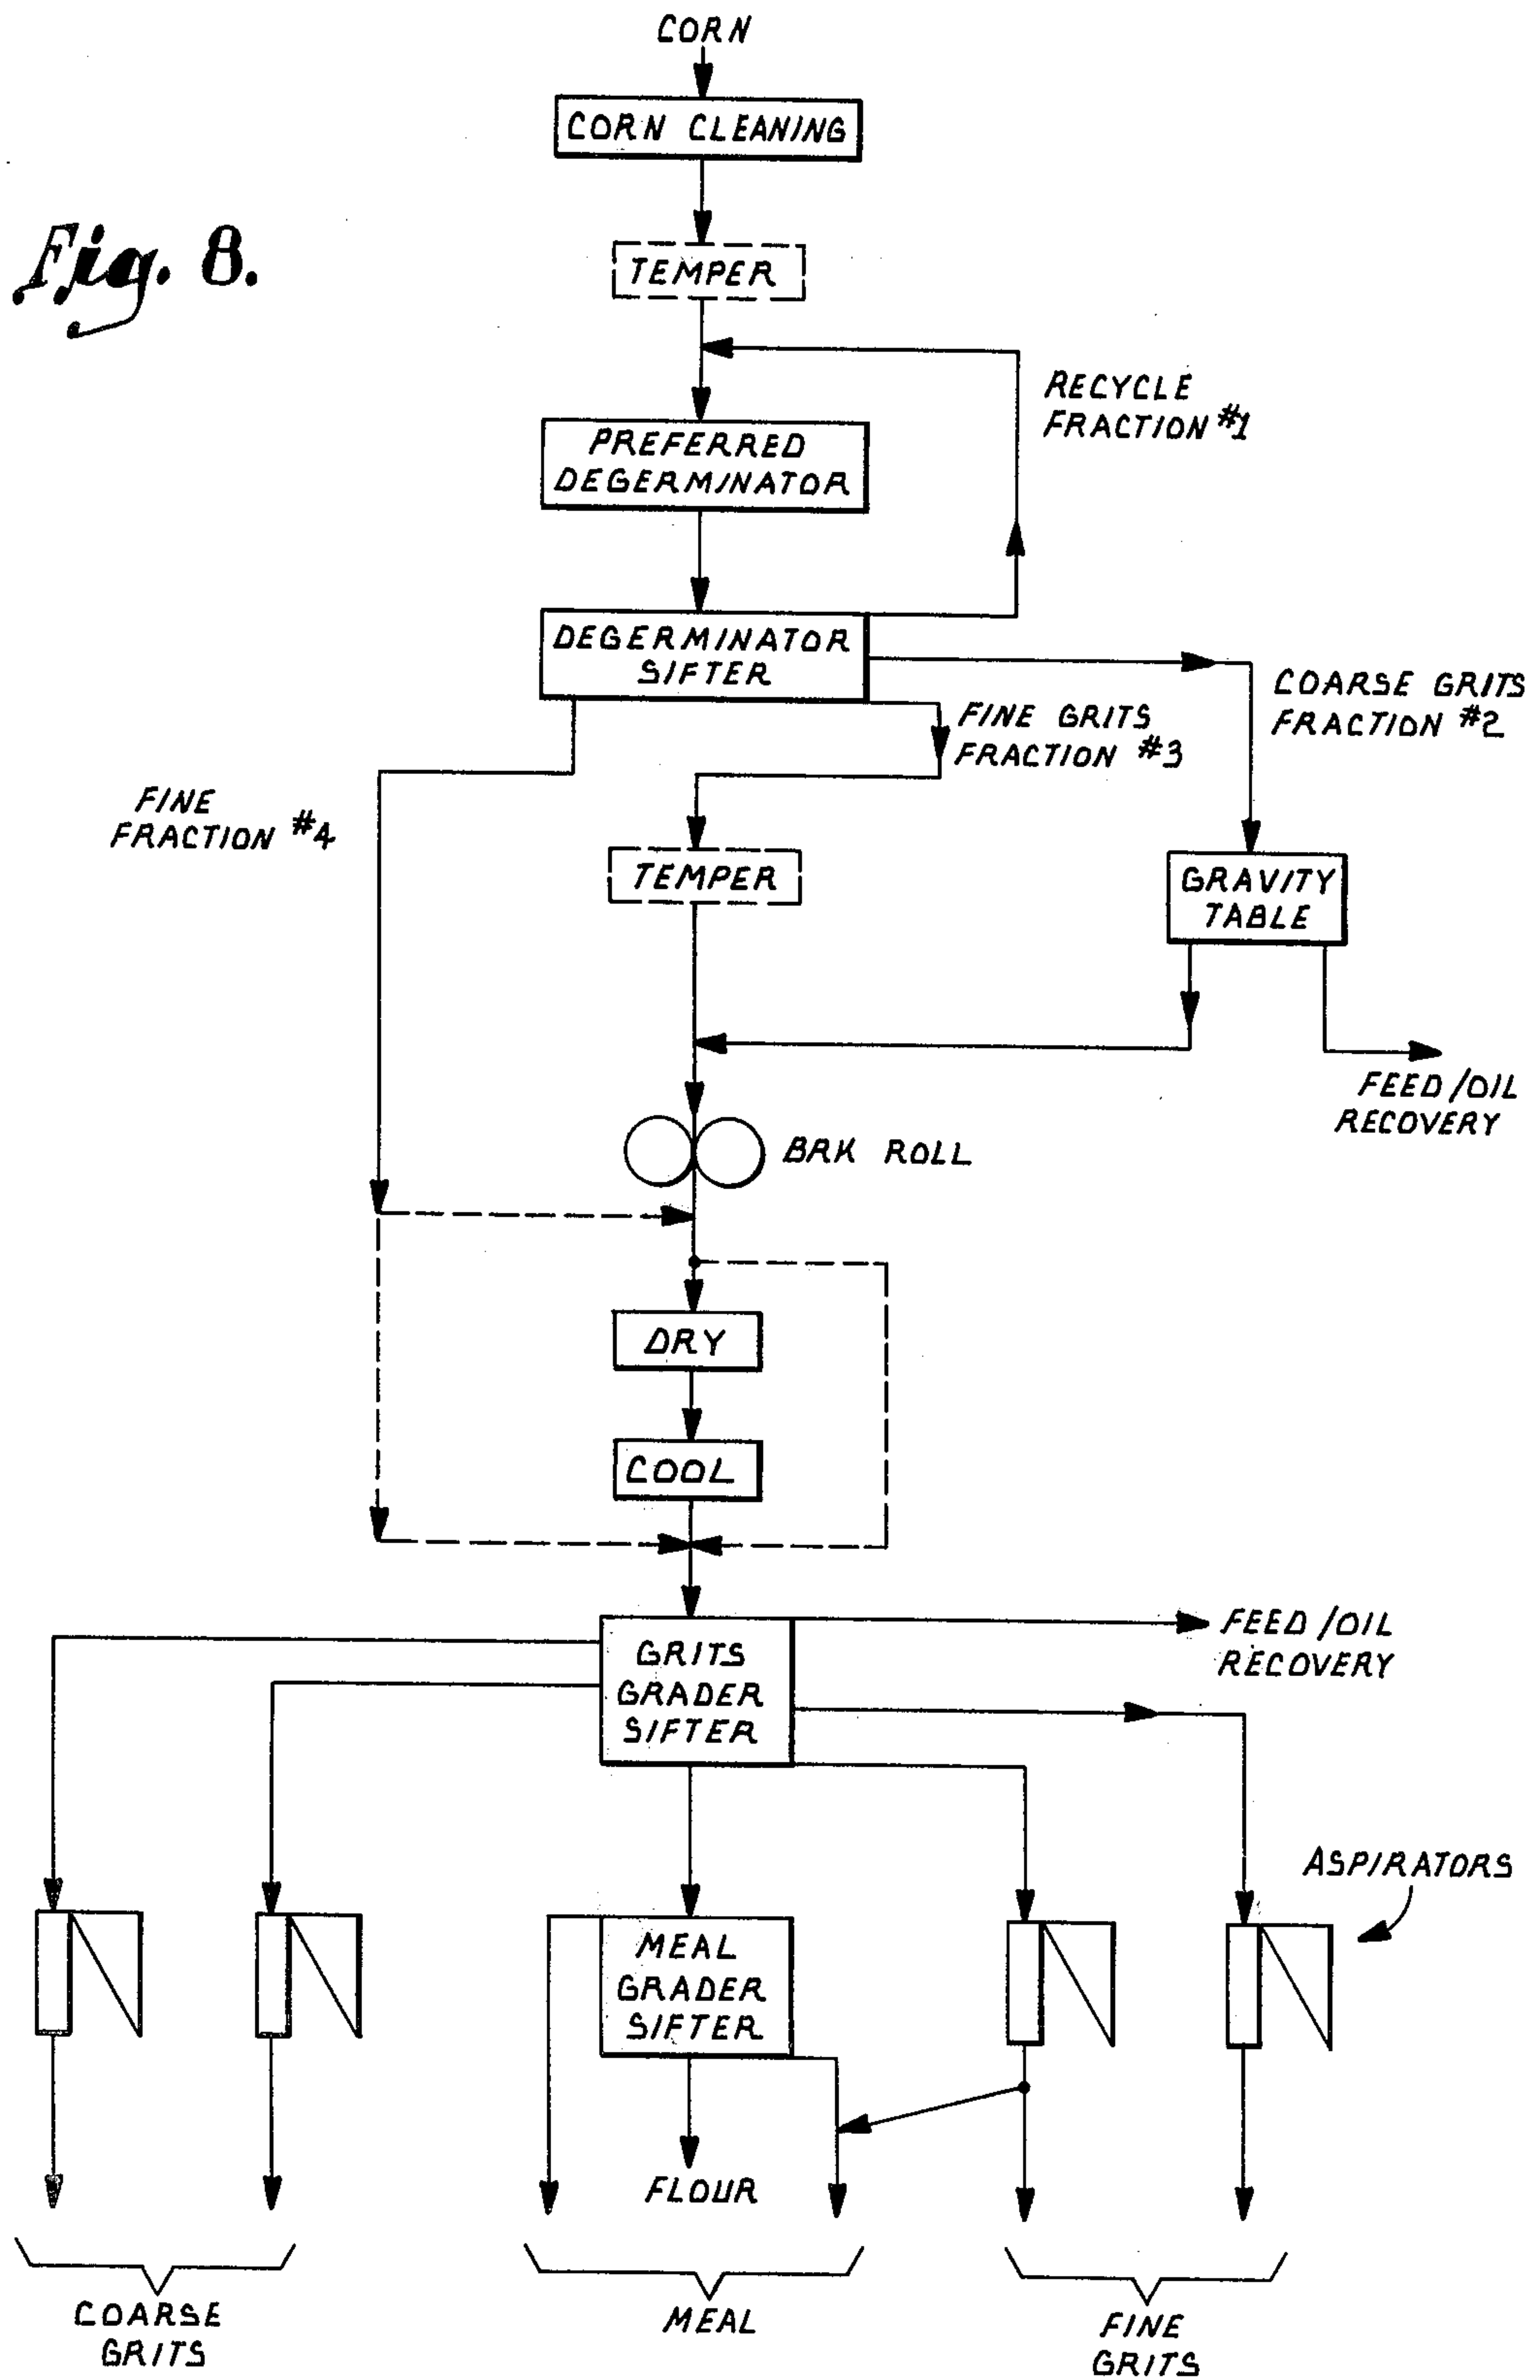 CORN
CORN CLEANING
Fig. 8.
TEMPER
RECYCLE
FRACTION #1
PREFERRED
DEGERMINATOR
DEGERMINATOR
SIFTER
COARSE GRITS
FRACTION #2
FINE GRITS
FRACTION #3
FINE
FRACTION #4
TEMPER
GRAVITY
TABLE
FEED/OIL
RECOVERY
BRK ROLL
DRY
COOL
FEED/OIL
RECOVERY
GRITS
GRADER
SIFTER
ASPIRATORS
MEAL
GRADER
SIFTER
FLOUR
COARSE
GRITS
MEAL
FINE
GRITS